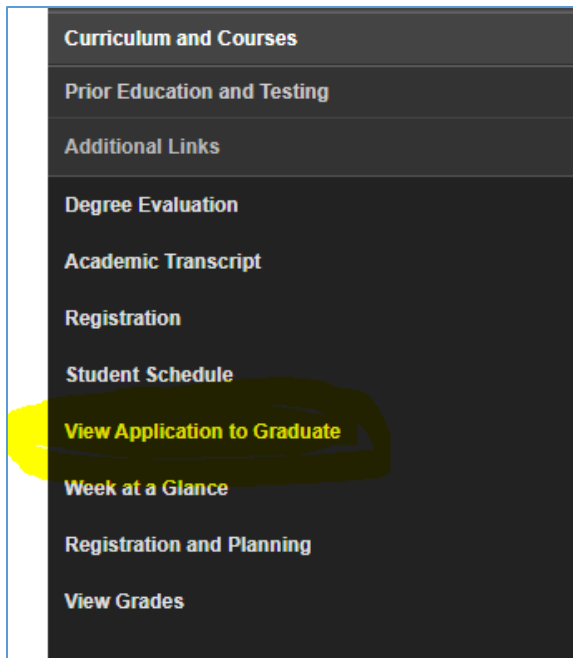 Curriculum and Courses
Prior Education and Testing
Additional Links
Degree Evaluation
Academic Transcript
Registration
Student Schedule
View Application to Graduate
Week at a Glance
Registration and Planning
View Grades